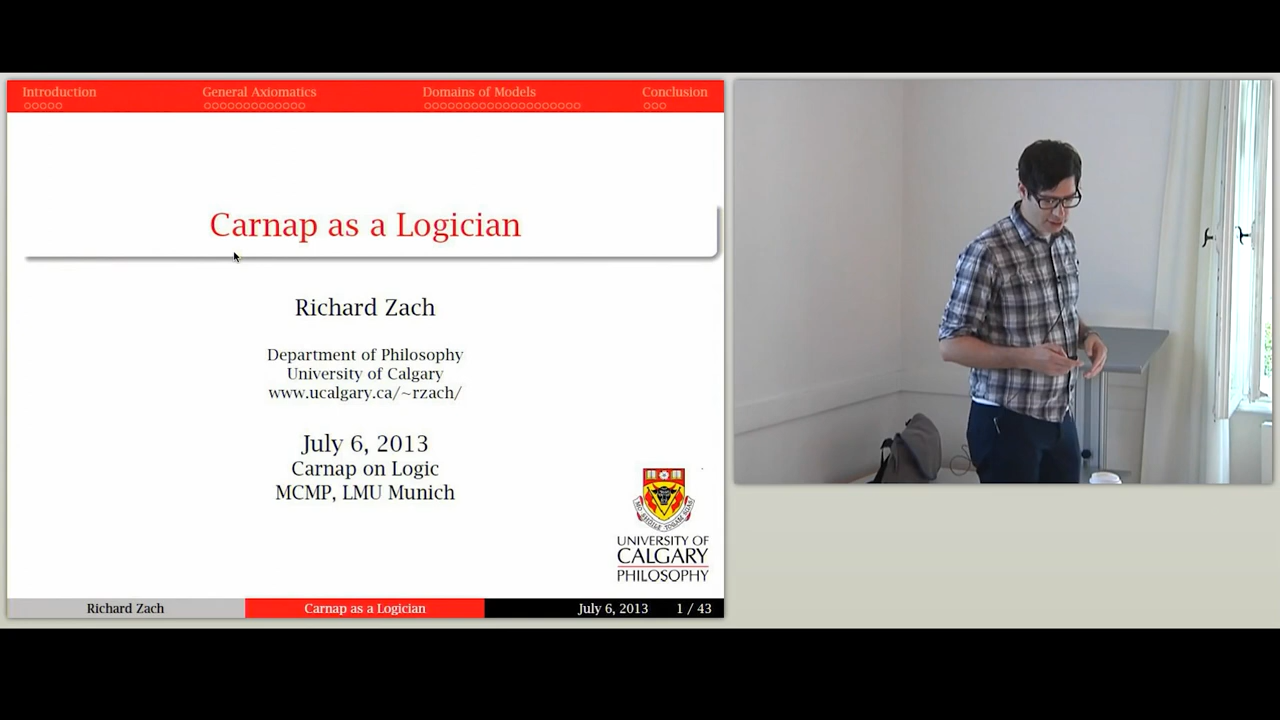 Introduction
General Axiomatics
Domains of Models
Conclusion
Carnap as a Logician
Richard Zach
Department of Philosophy
University of Calgary
www.ucalgary.ca/~rzach/
July 6, 2013
Carnap on Logic
MCMP, LMU Munich
UNIVERSITY OF
CALGARY
PHILOSOPHY
Richard Zach
Carnap as a Logician
July 6, 2013
1 / 43